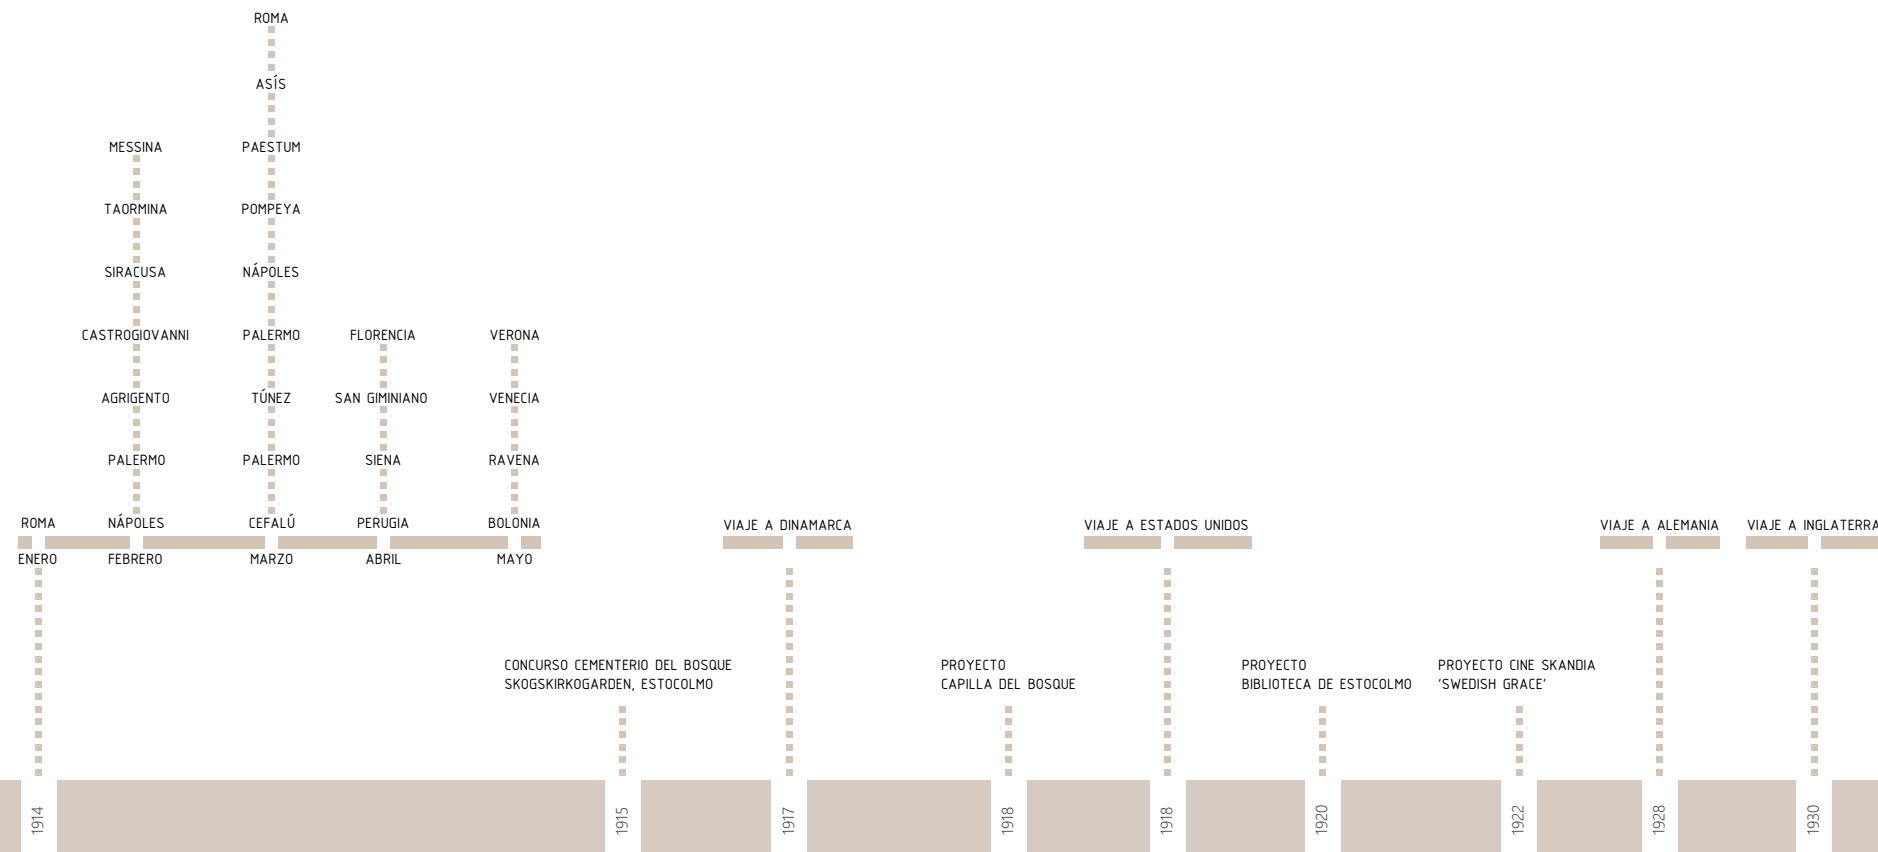 ROMA
ASÍS
MESSINA PAESTUM
TAORMINA POMPEYA
SIRACUSA NÁPOLES
CASTROGIOVANNI PALERMO FLORENCIA VERONA
AGRIGENTO TÚNEZ SAN GIMINIANO VENECIA
PALERMO PALERMO SIENA RAVENA
ROMA NÁPOLES CEFALÚ PERUGIA BOLONIA
ENERO FEBRERO MARZO ABRIL MAYO
VIAJE A DINAMARCA
VIAJE A ESTADOS UNIDOS
VIAJE A ALEMANIA
VIAJE A INGLATERRA
CONCURSO CEMENTERIO DEL BOSQUE
SKOGSKIRKOGARDEN, ESTOCOLMO
PROYECTO
CAPILLA DEL BOSQUE
PROYECTO
BIBLIOTECA DE ESTOCOLMO
PROYECTO CINE SKANDIA
'SWEDISH GRACE'
1914
1915
1917
1918
1918
1920
1922
1928
1930